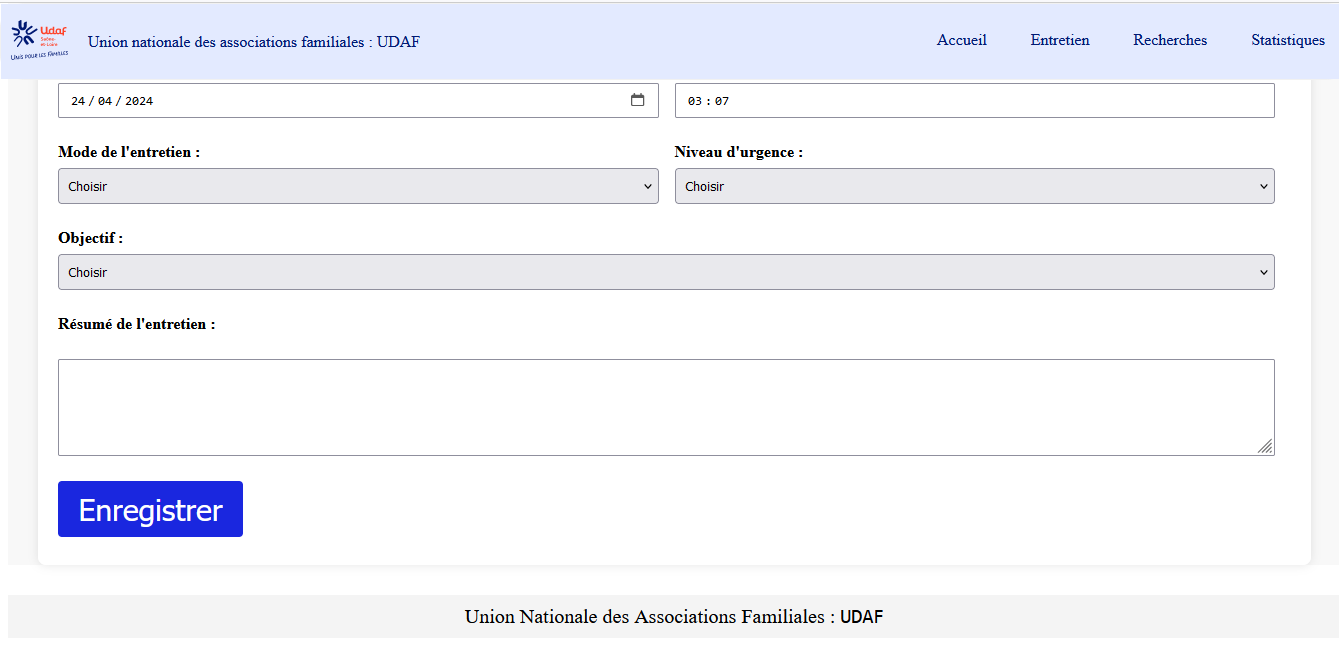 Udaf
Saône-
et-Loire
UNIS POUR LES FAMILLES
Union nationale des associations familiales : UDAF
Accueil
Entretien
Recherches
Statistiques
24 / 04 / 2024
03 : 07
Mode de l'entretien :
Niveau d'urgence :
Choisir
Choisir
Objectif :
Choisir
Résumé de l'entretien :
Enregistrer
Union Nationale des Associations Familiales : UDAF